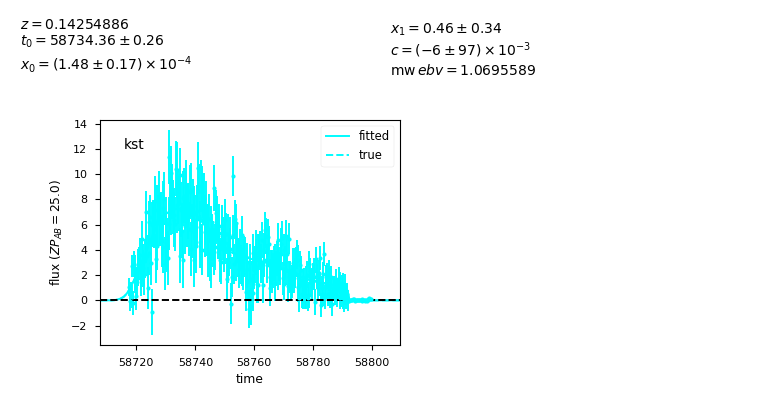 z = 0.14254886
t₀ = 58734.36 ± 0.26
x₀ = (1.48 ± 0.17) × 10⁻⁴
x₁ = 0.46 ± 0.34
c = (−6 ± 97) × 10⁻³
mw ebv = 1.0695589
14
12
10
8
6
4
2
0
−2
flux (ZP_AB = 25.0)
kst
fitted
true
58720 58740 58760 58780 58800
time